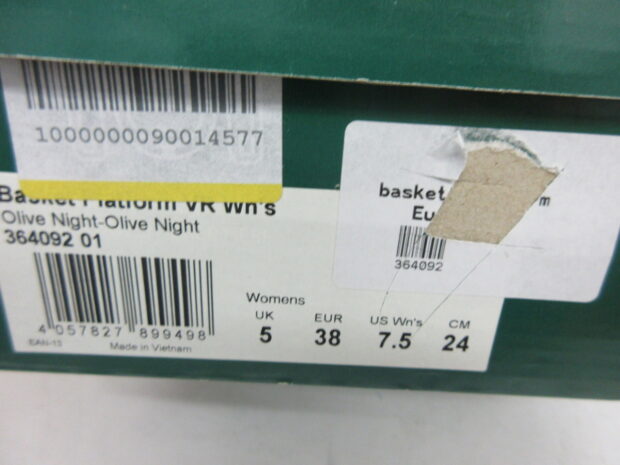 1000000090014577
Basket Platform VR Wn's
Olive Night-Olive Night
364092 01
4 057827 899498
EAN-13
Made in Vietnam
Womens
UK EUR US Wn's CM
5 38 7.5 24
basket m
Eu
364092